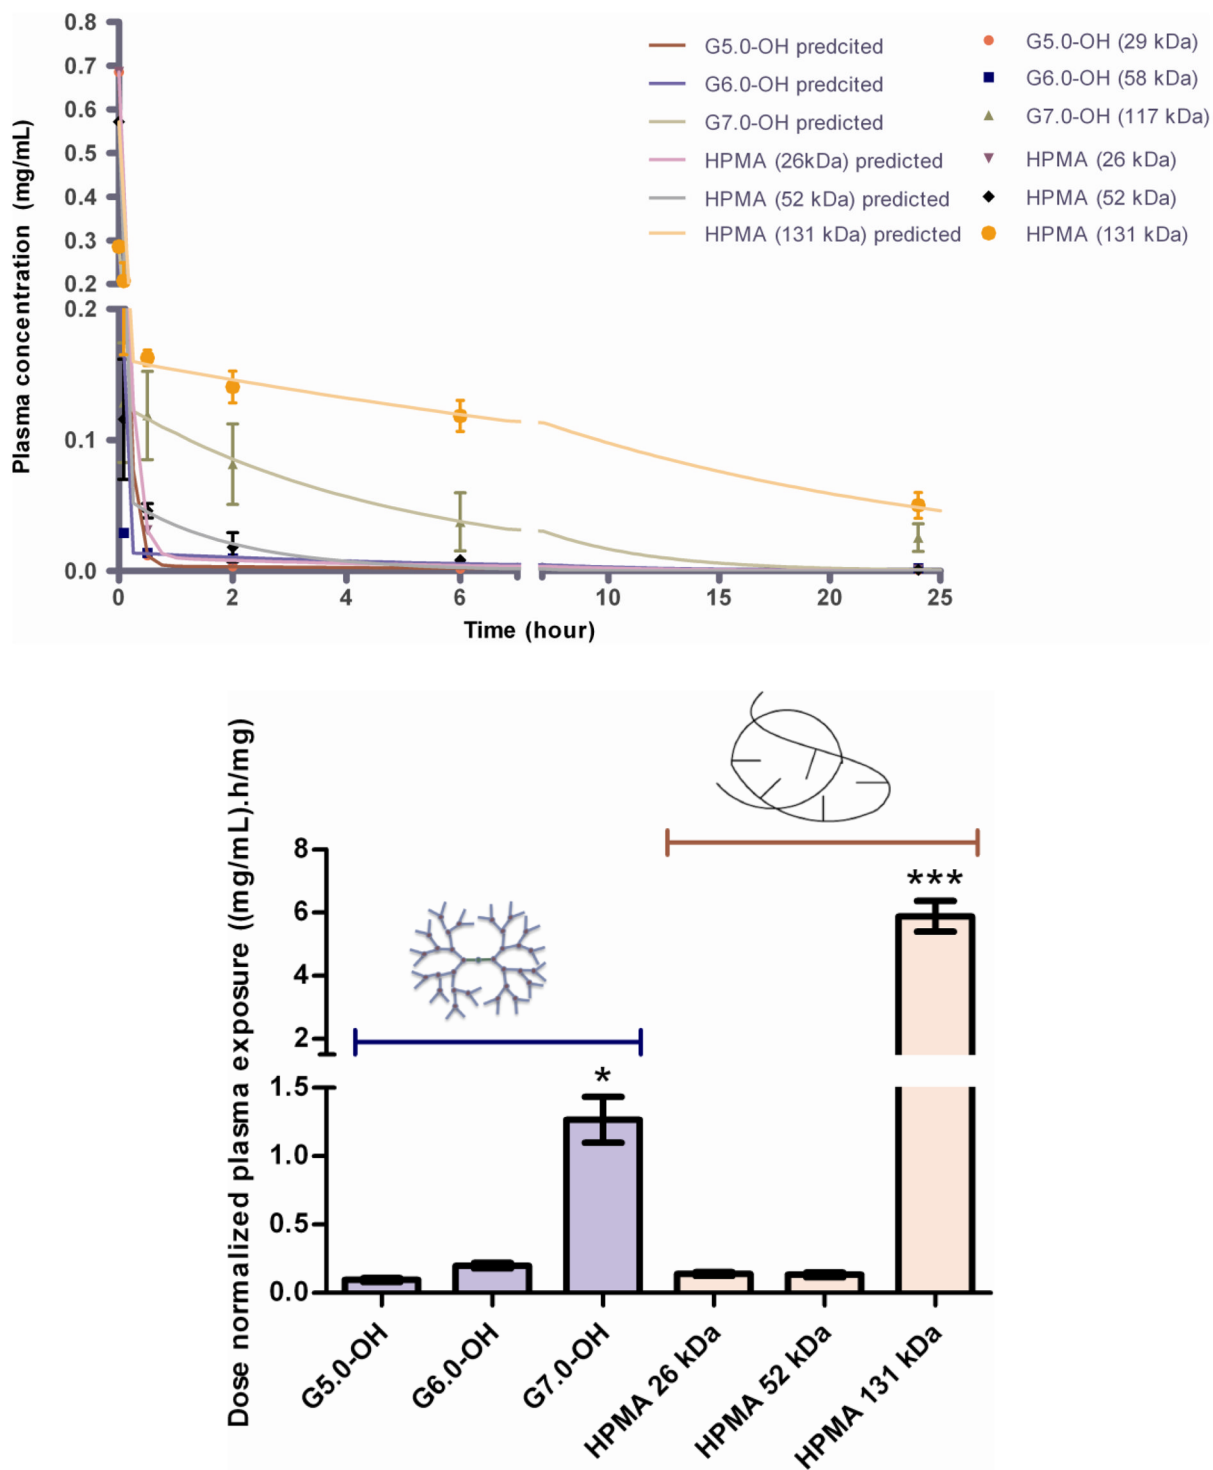 0.8
0.7
0.6
0.5
0.4
0.3
0.2
0.2
0.1
0.0
Plasma concentration (mg/mL)
G5.0-OH predcited
G6.0-OH predcited
G7.0-OH predicted
HPMA (26kDa) predicted
HPMA (52 kDa) predicted
HPMA (131 kDa) predicted
G5.0-OH (29 kDa)
G6.0-OH (58 kDa)
G7.0-OH (117 kDa)
HPMA (26 kDa)
HPMA (52 kDa)
HPMA (131 kDa)
0 2 4 6 10 15 20 25
Time (hour)
Dose normalized plasma exposure ((mg/mL).h/mg)
8
6
4
2
1.5
1.0
0.5
0.0
*
***
G5.0-OH
G6.0-OH
G7.0-OH
HPMA 26 kDa
HPMA 52 kDa
HPMA 131 kDa